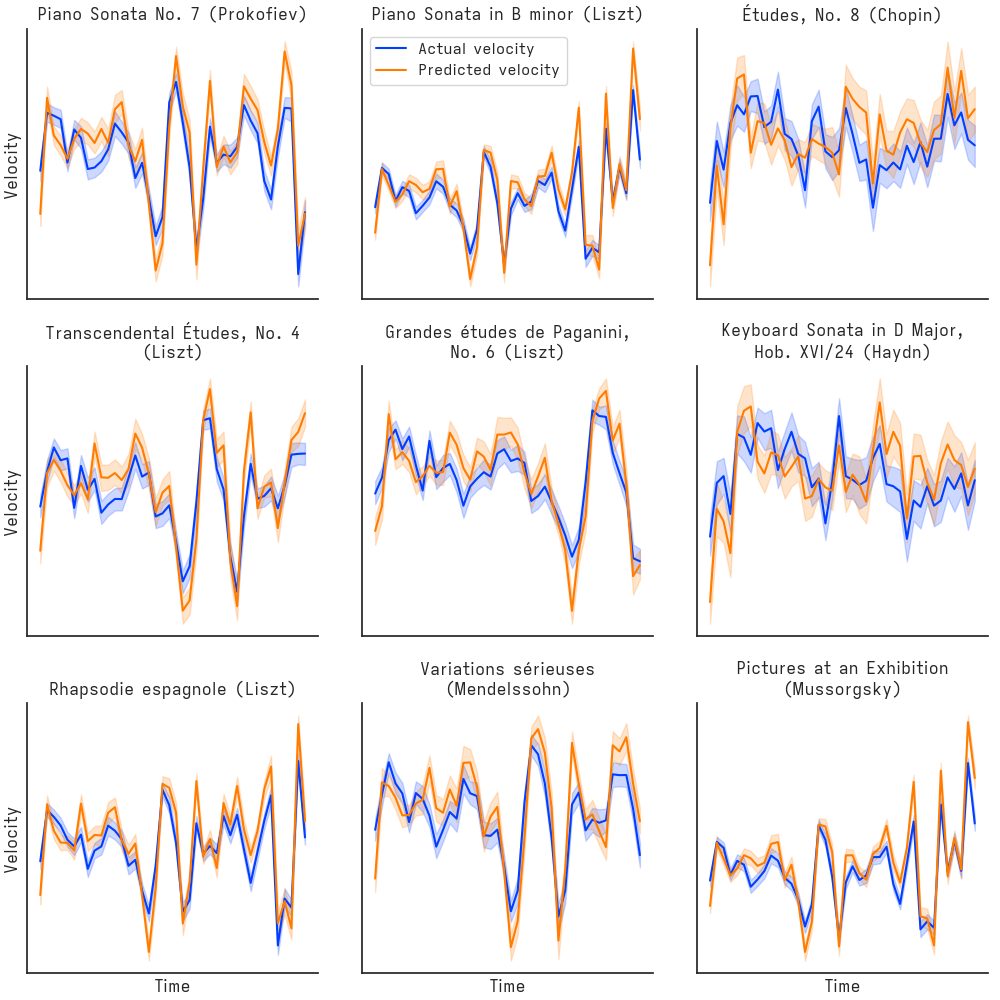 Piano Sonata No. 7 (Prokofiev)
Piano Sonata in B minor (Liszt)
Études, No. 8 (Chopin)
Actual velocity
Predicted velocity
Velocity
Transcendental Études, No. 4
(Liszt)
Grandes études de Paganini,
No. 6 (Liszt)
Keyboard Sonata in D Major,
Hob. XVI/24 (Haydn)
Velocity
Rhapsodie espagnole (Liszt)
Variations sérieuses
(Mendelssohn)
Pictures at an Exhibition
(Mussorgsky)
Velocity
Time
Time
Time